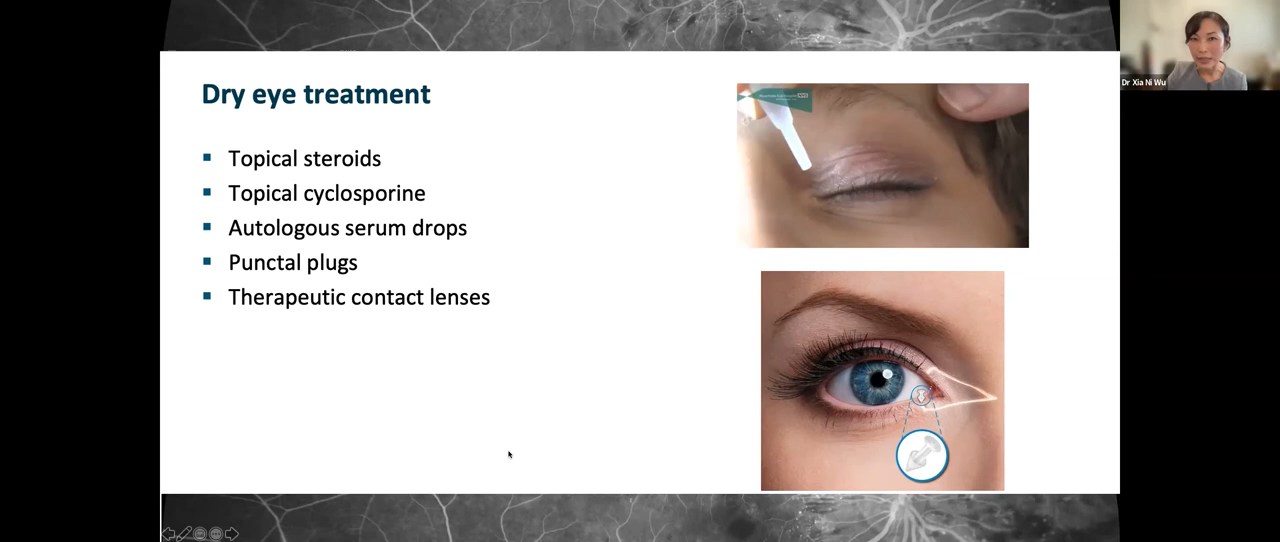 Dry eye treatment
Topical steroids
Topical cyclosporine
Autologous serum drops
Punctal plugs
Therapeutic contact lenses
Dr Xia Ni Wu